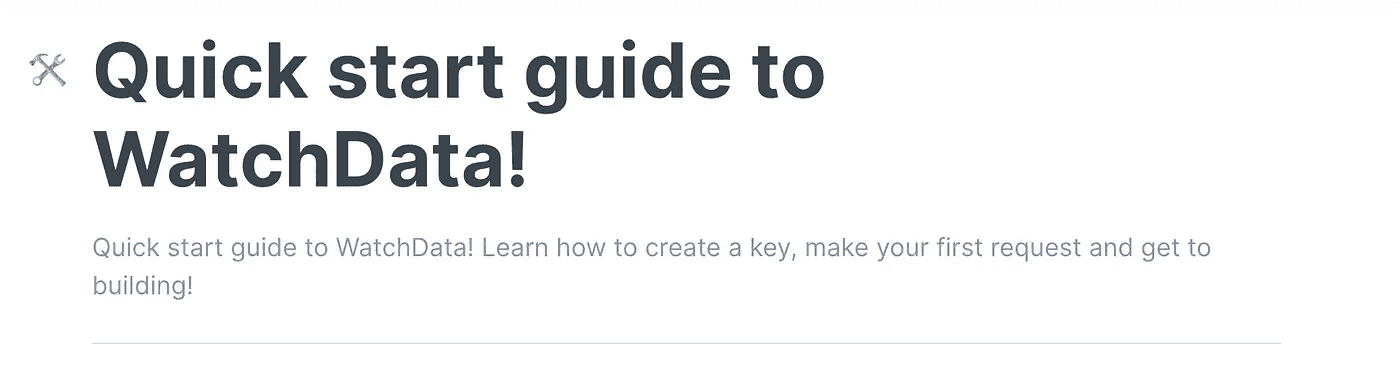 Quick start guide to
WatchData!
Quick start guide to WatchData! Learn how to create a key, make your first request and get to
building!